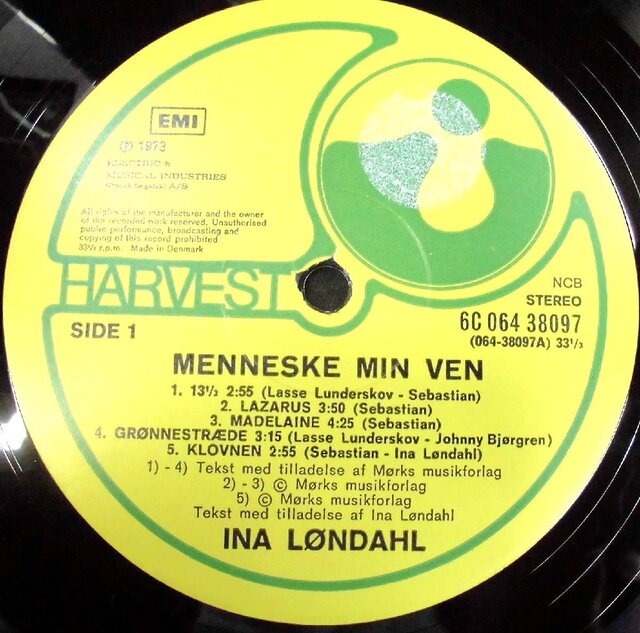 EMI
℗ 1973
ELECTRIC &
MUSICAL INDUSTRIES
(Dansk-Engelsk) A/S
All rights of the manufacturer and the owner
of the recorded work reserved. Unauthorised
public performance, broadcasting and
copying of this record prohibited
33⅓ r.p.m. Made in Denmark
HARVEST
NCB
STEREO
SIDE 1
6C 064 38097
(064-38097A) 33⅓
MENNESKE MIN VEN
1. 13½ 2:55 (Lasse Lunderskov - Sebastian)
2. LAZARUS 3:50 (Sebastian)
3. MADELAINE 4:25 (Sebastian)
4. GRØNNESTRÆDE 3:15 (Lasse Lunderskov - Johnny Bjørgren)
5. KLOVNEN 2:55 (Sebastian - Ina Løndahl)
1) - 4) Tekst med tilladelse af Mørks musikforlag
2) - 3) © Mørks musikforlag
5) © Mørks musikforlag
Tekst med tilladelse af Ina Løndahl
INA LØNDAHL